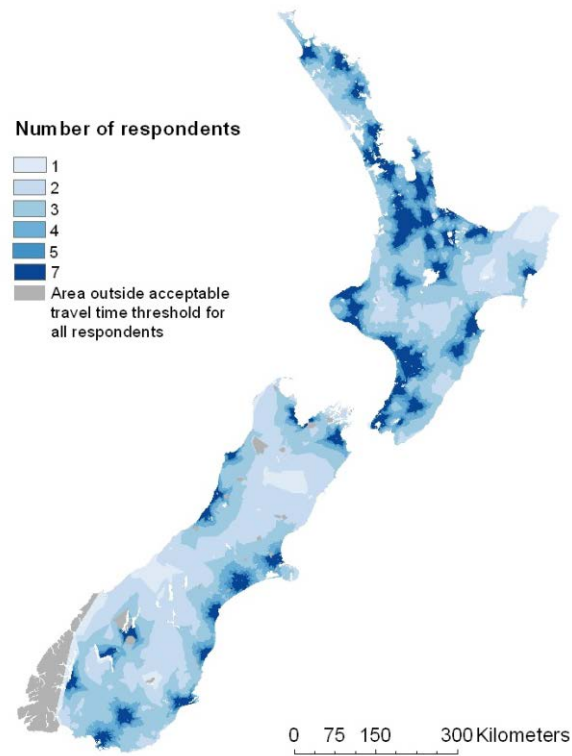 Number of respondents
1
2
3
4
5
7
Area outside acceptable
travel time threshold for
all respondents
0 75 150 300 Kilometers